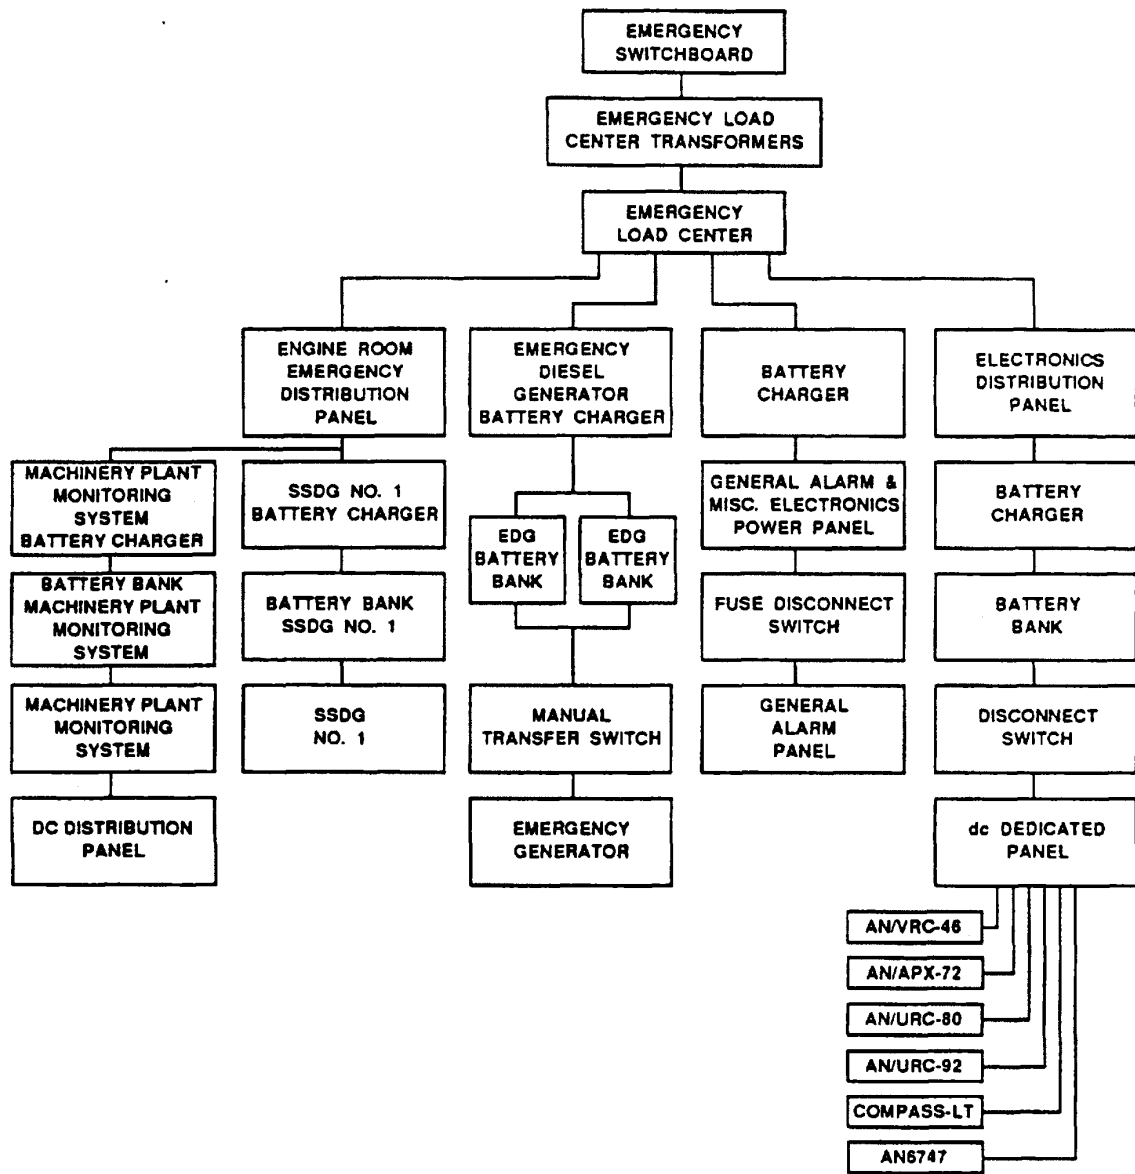 EMERGENCY
SWITCHBOARD
EMERGENCY LOAD
CENTER TRANSFORMERS
EMERGENCY
LOAD CENTER
ENGINE ROOM
EMERGENCY
DISTRIBUTION
PANEL
EMERGENCY
DIESEL
GENERATOR
BATTERY CHARGER
BATTERY
CHARGER
ELECTRONICS
DISTRIBUTION
PANEL
MACHINERY PLANT
MONITORING
SYSTEM
BATTERY CHARGER
SSDG NO. 1
BATTERY CHARGER
EDG
BATTERY
BANK
EDG
BATTERY
BANK
GENERAL ALARM &
MISC. ELECTRONICS
POWER PANEL
BATTERY
CHARGER
BATTERY BANK
MACHINERY PLANT
MONITORING
SYSTEM
BATTERY BANK
SSDG NO. 1
FUSE DISCONNECT
SWITCH
BATTERY
BANK
MACHINERY PLANT
MONITORING
SYSTEM
SSDG
NO. 1
MANUAL
TRANSFER SWITCH
GENERAL
ALARM
PANEL
DISCONNECT
SWITCH
DC DISTRIBUTION
PANEL
EMERGENCY
GENERATOR
dc DEDICATED
PANEL
AN/VRC-46
AN/APX-72
AN/URC-80
AN/URC-92
COMPASS-LT
AN6747